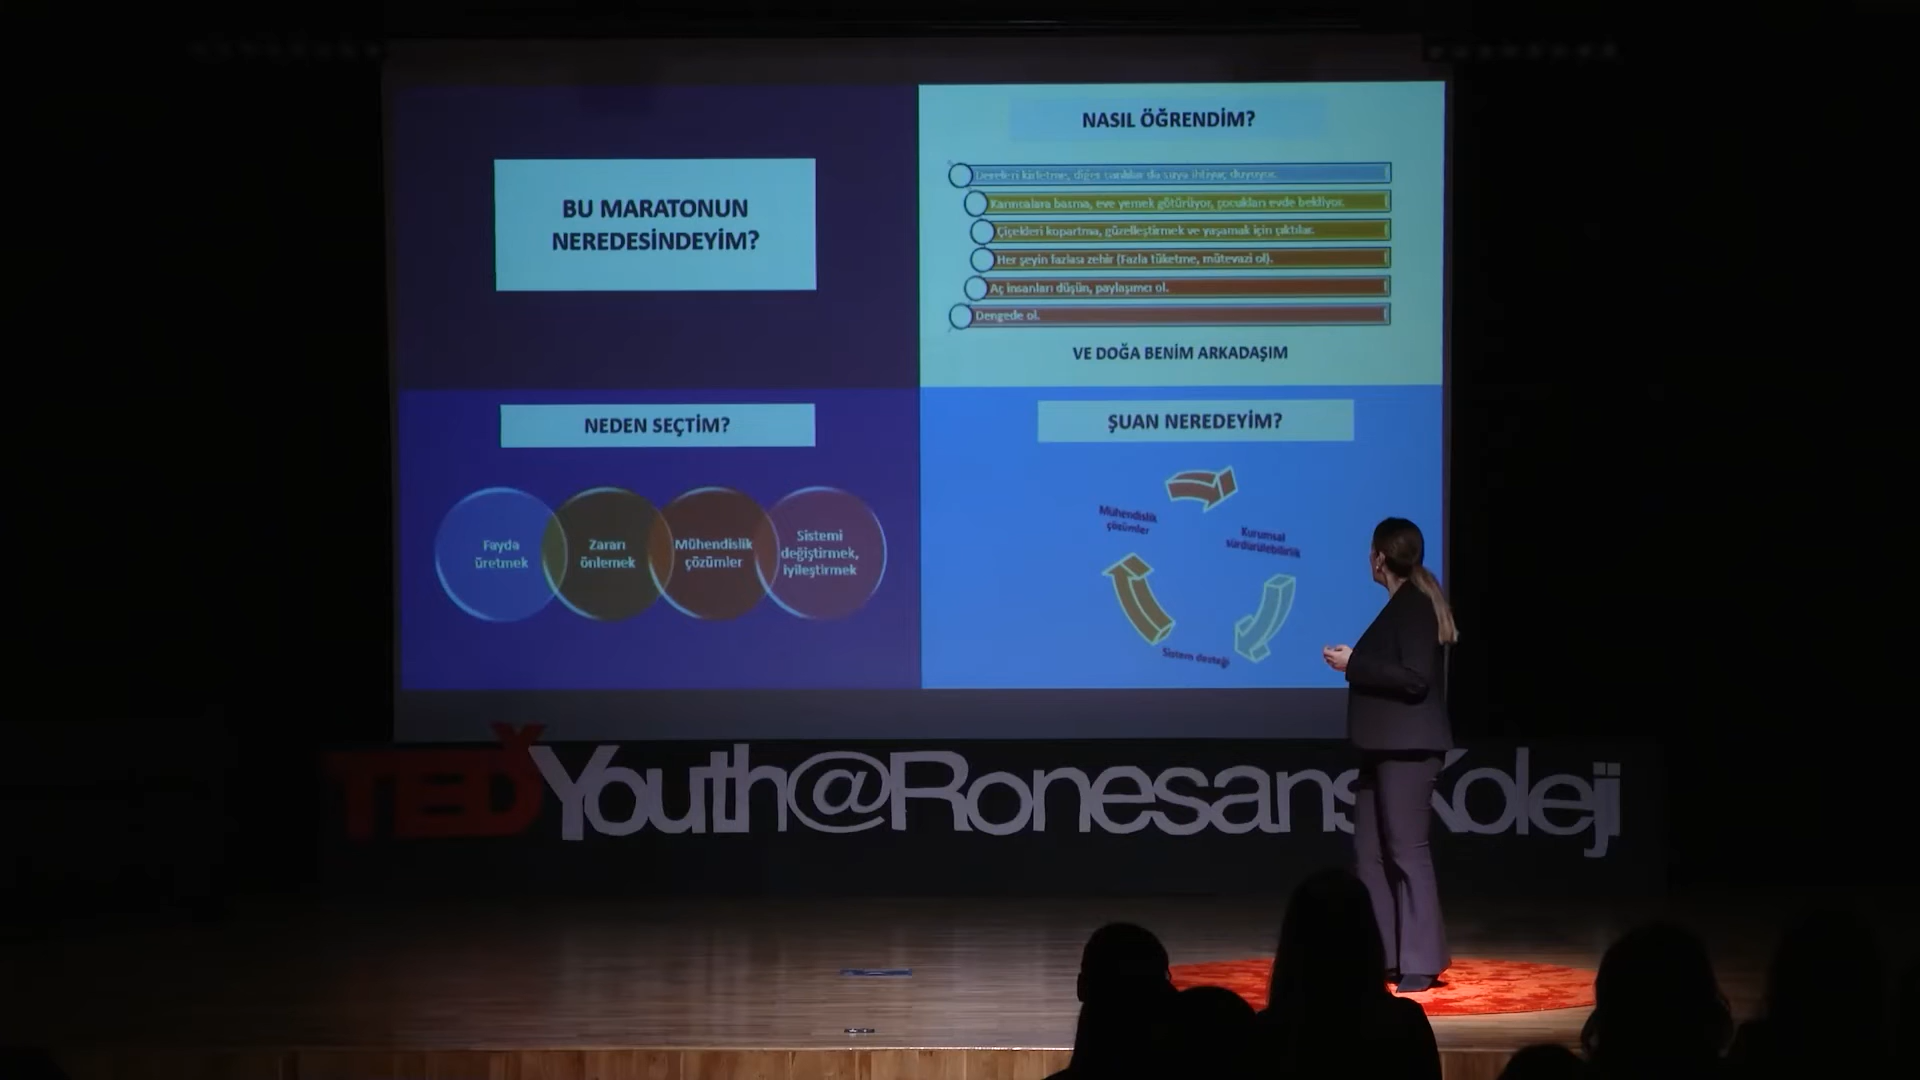 BU MARATONUN
NEREDESİNDEYİM?
NASIL ÖĞRENDİM?
Dereleri kirletme, diğer canlılar da suya ihtiyaç duyuyor.
Karıncalara basma, eve yemek götürüyor, çocukları evde bekliyor.
Çiçekleri kopartma, güzelleştirmek ve yaşamak için çıktılar.
Her şeyin fazlası zehir (Fazla tüketme, mütevazi ol).
Aç insanları düşün, paylaşımcı ol.
Dengede ol.
VE DOĞA BENİM ARKADAŞIM
NEDEN SEÇTİM?
Fayda
üretmek
Zararı
önlemek
Mühendislik
çözümler
Sistemi
değiştirmek,
iyileştirmek
ŞUAN NEREDEYİM?
Mühendislik
çözümler
Kurumsal
sürdürülebilirlik
Sistem desteği
TEDxYouth@RonesansKoleji